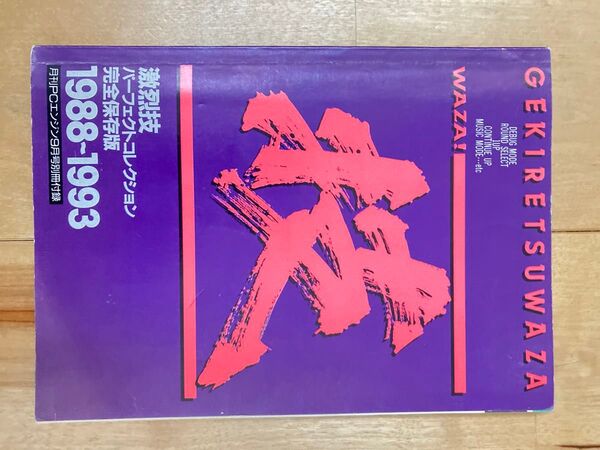 GEKIRETSUWAZA
DEBUG MODE
ROUND SELECT
1UP
CONTINUE UP
MUSIC MODE…etc
WAZA!
技
激烈技
パーフェクトコレクション
完全保存版
1988~1993
月刊PCエンジン9月号別冊付録